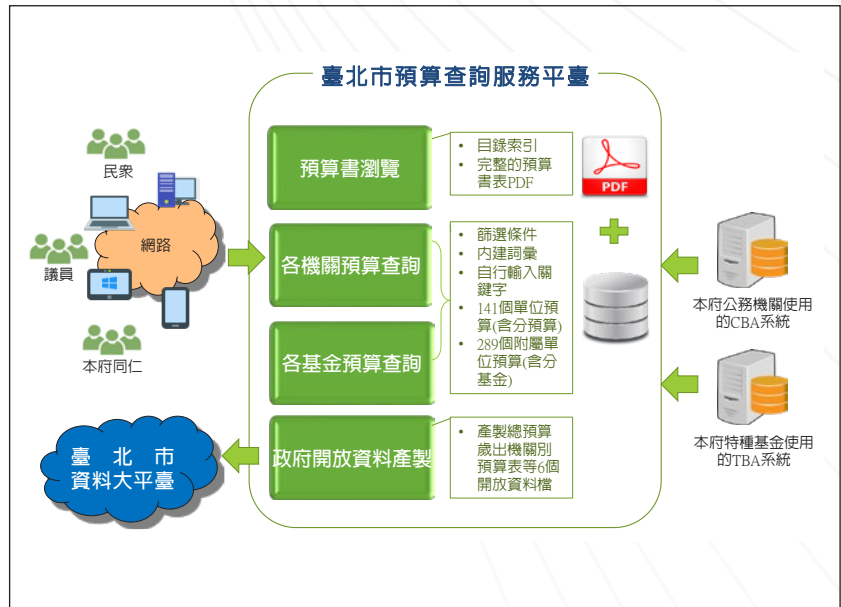 臺北市預算查詢服務平臺
民眾
網路
議員
本府同仁
預算書瀏覽
• 目錄索引
• 完整的預算
書表PDF
PDF
各機關預算查詢
各基金預算查詢
• 篩選條件
• 內建詞彙
• 自行輸入關
鍵字
• 141個單位預
算(含分預算)
• 289個附屬單
位預算(含分
基金)
政府開放資料產製
• 產製總預算
歲出機關別
預算表等6個
開放資料檔
臺北市
資料大平臺
本府公務機關使用
的CBA系統
本府特種基金使用
的TBA系統